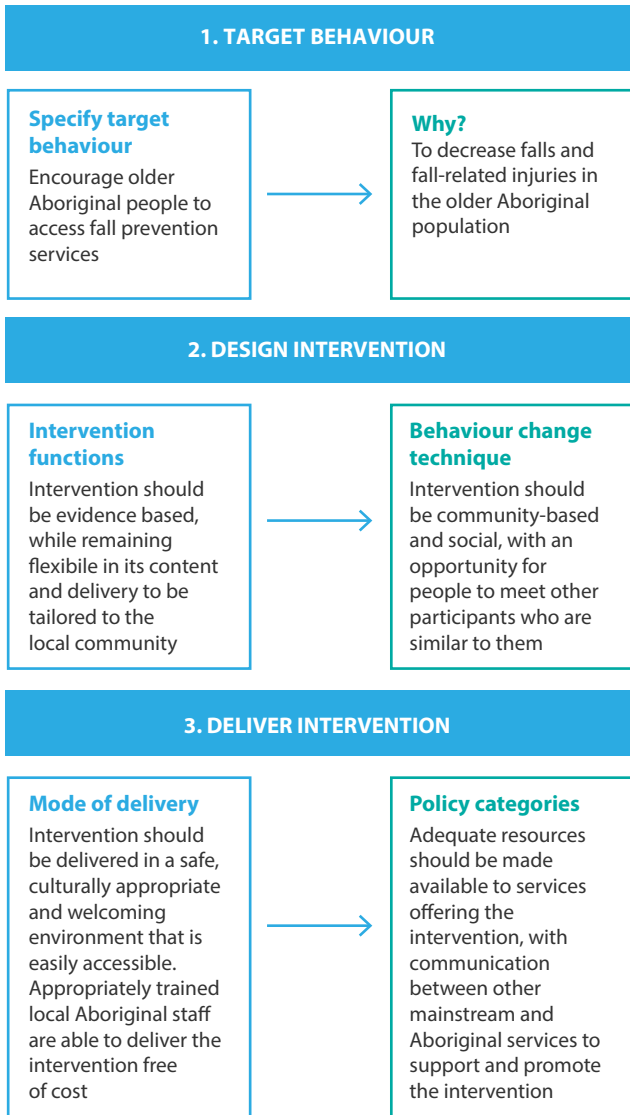 1. TARGET BEHAVIOUR
Specify target
behaviour
Encourage older
Aboriginal people to
access fall prevention
services
Why?
To decrease falls and
fall-related injuries in
the older Aboriginal
population
2. DESIGN INTERVENTION
Intervention
functions
Intervention should
be evidence based,
while remaining
flexibile in its content
and delivery to be
tailored to the
local community
Behaviour change
technique
Intervention should
be community-based
and social, with an
opportunity for
people to meet other
participants who are
similar to them
3. DELIVER INTERVENTION
Mode of delivery
Intervention should
be delivered in a safe,
culturally appropriate
and welcoming
environment that is
easily accessible.
Appropriately trained
local Aboriginal staff
are able to deliver the
intervention free
of cost
Policy categories
Adequate resources
should be made
available to services
offering the
intervention, with
communication
between other
mainstream and
Aboriginal services to
support and promote
the intervention